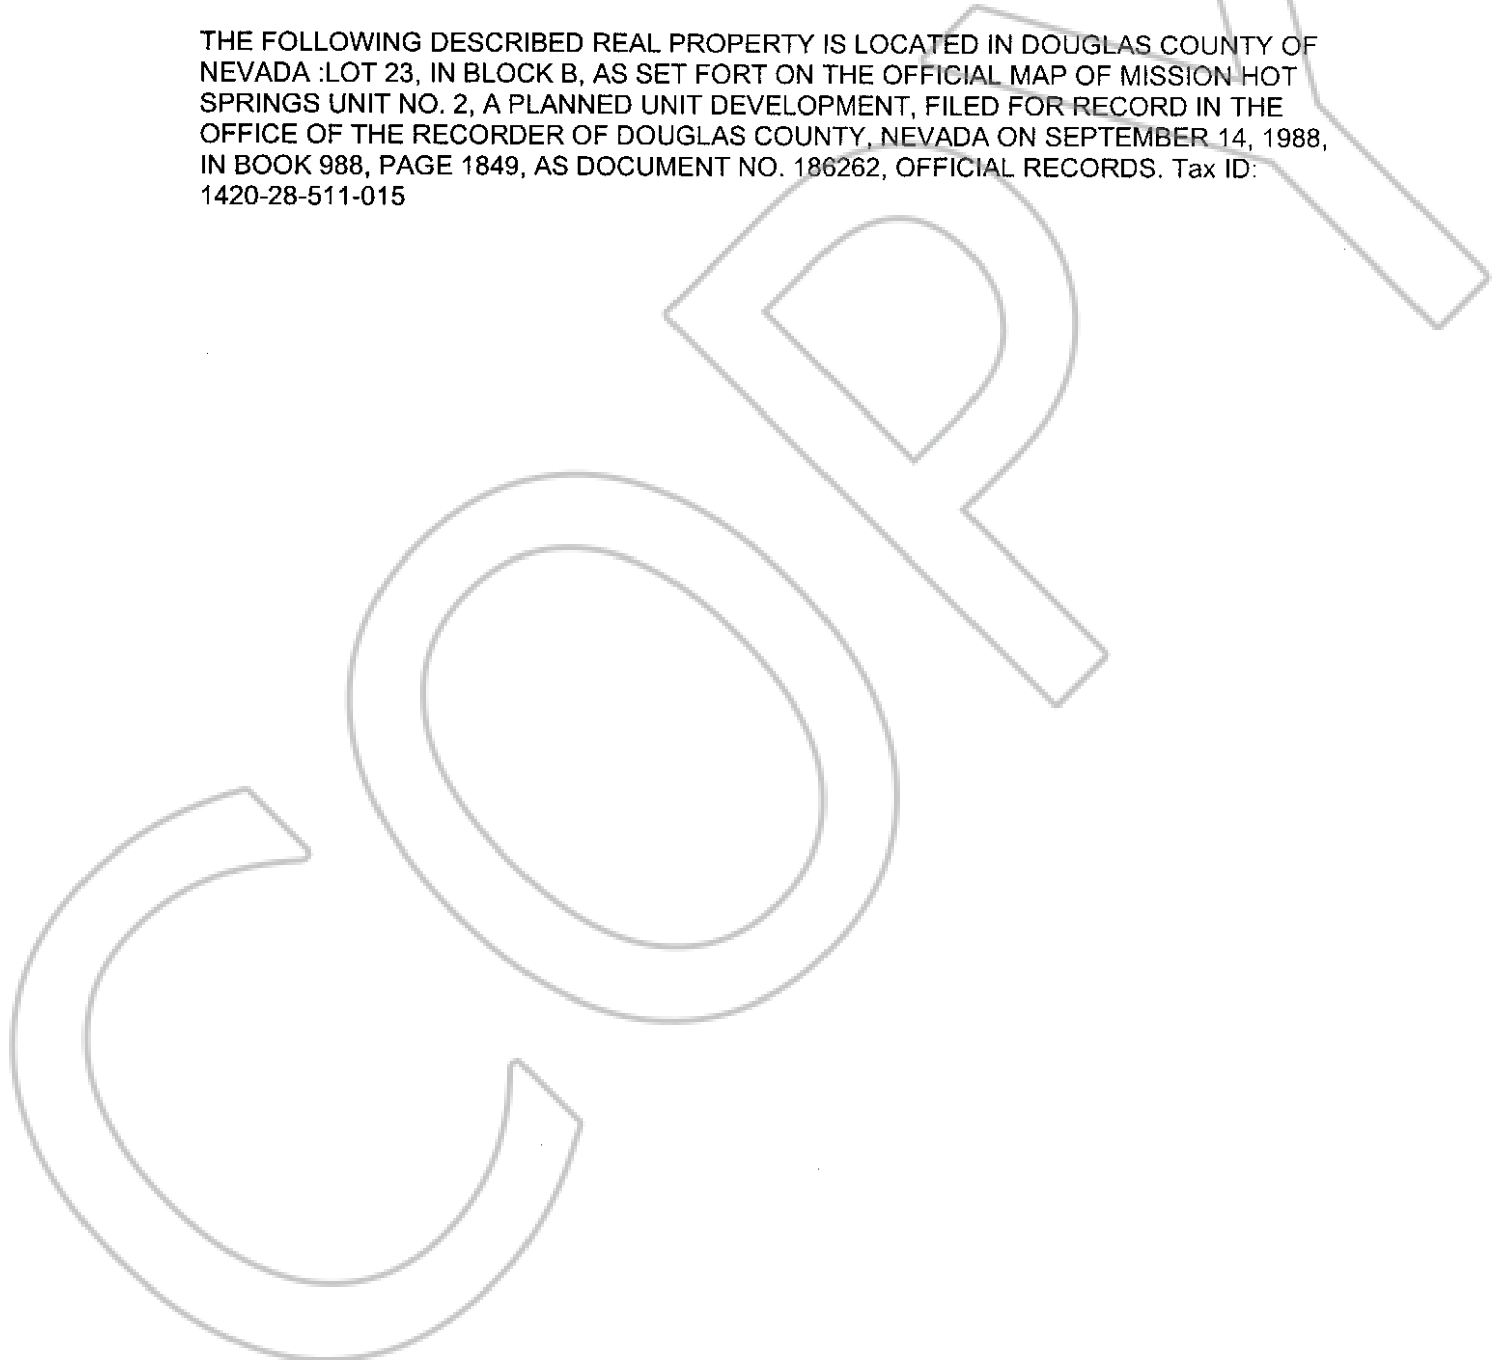 THE FOLLOWING DESCRIBED REAL PROPERTY IS LOCATED IN DOUGLAS COUNTY OF
NEVADA :LOT 23, IN BLOCK B, AS SET FORT ON THE OFFICIAL MAP OF MISSION HOT
SPRINGS UNIT NO. 2, A PLANNED UNIT DEVELOPMENT, FILED FOR RECORD IN THE
OFFICE OF THE RECORDER OF DOUGLAS COUNTY, NEVADA ON SEPTEMBER 14, 1988,
IN BOOK 988, PAGE 1849, AS DOCUMENT NO. 186262, OFFICIAL RECORDS. Tax ID:
1420-28-511-015
COPY